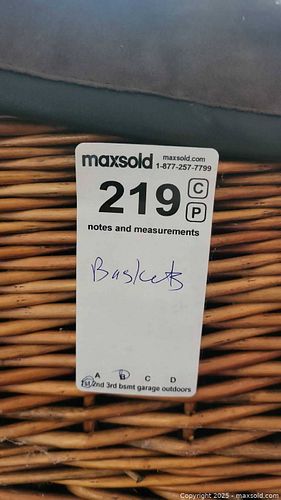 maxsold maxsold.com
1-877-257-7799
219 C
P
notes and measurements
Baskets
A B C D
1st 2nd 3rd bsmt garage outdoors
Copyright © 2025 - maxsold.com